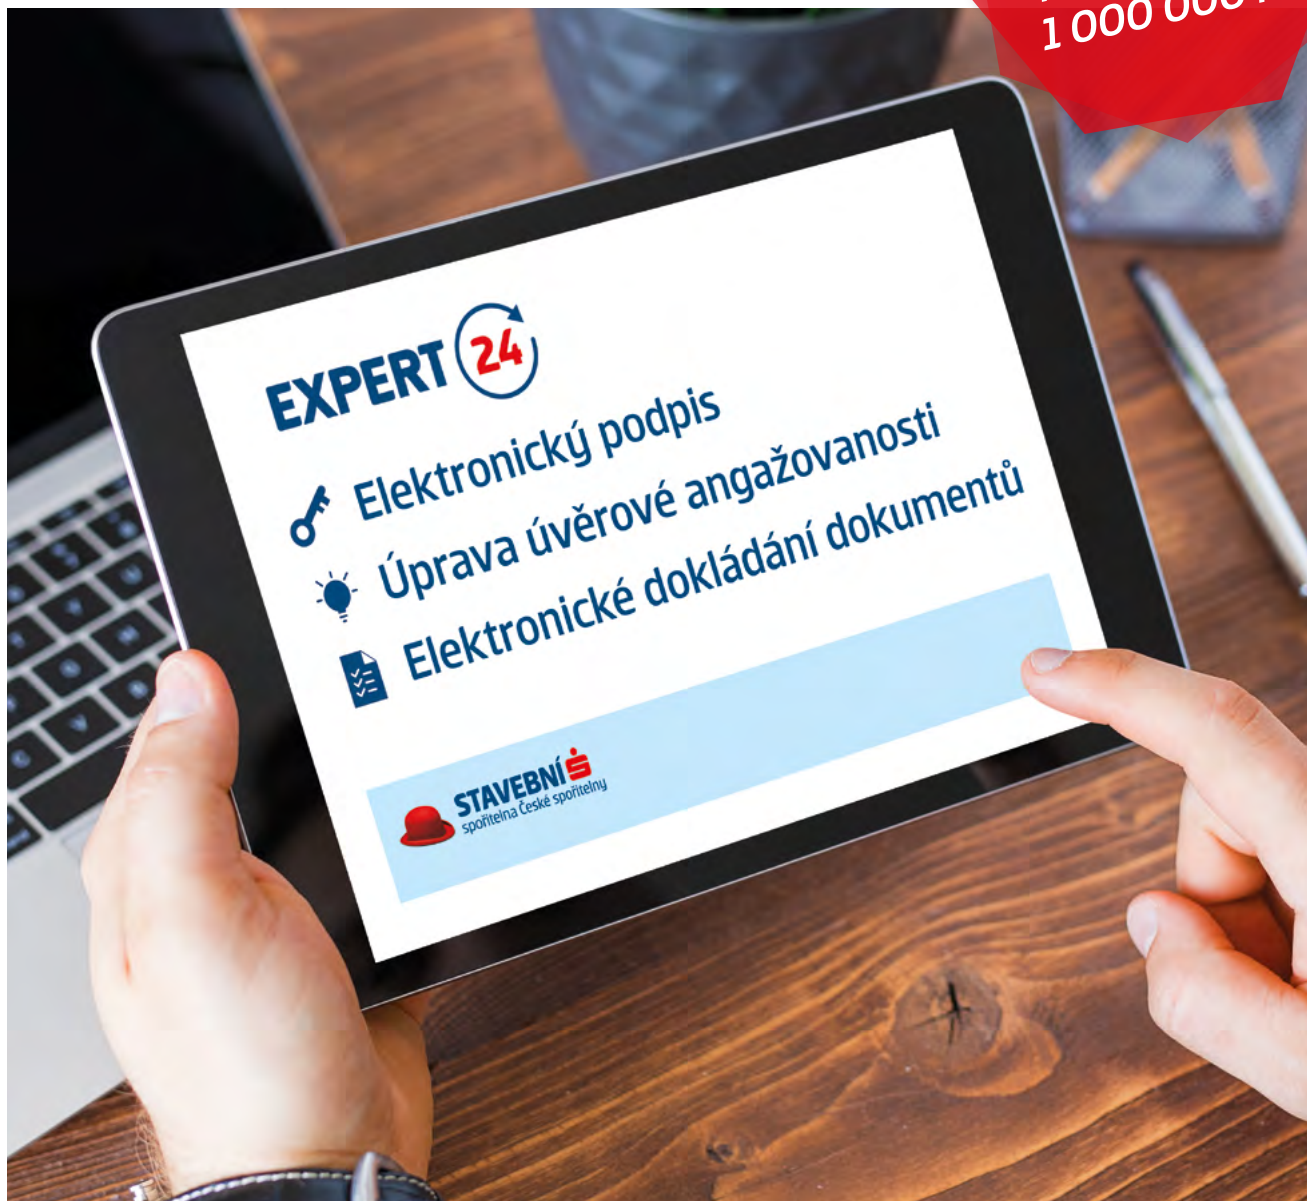 1 000 000
EXPERT 24
Elektronický podpis
Úprava úvěrové angažovanosti
Elektronické dokládání dokumentů
STAVEBNÍ
spořitelna České spořitelny